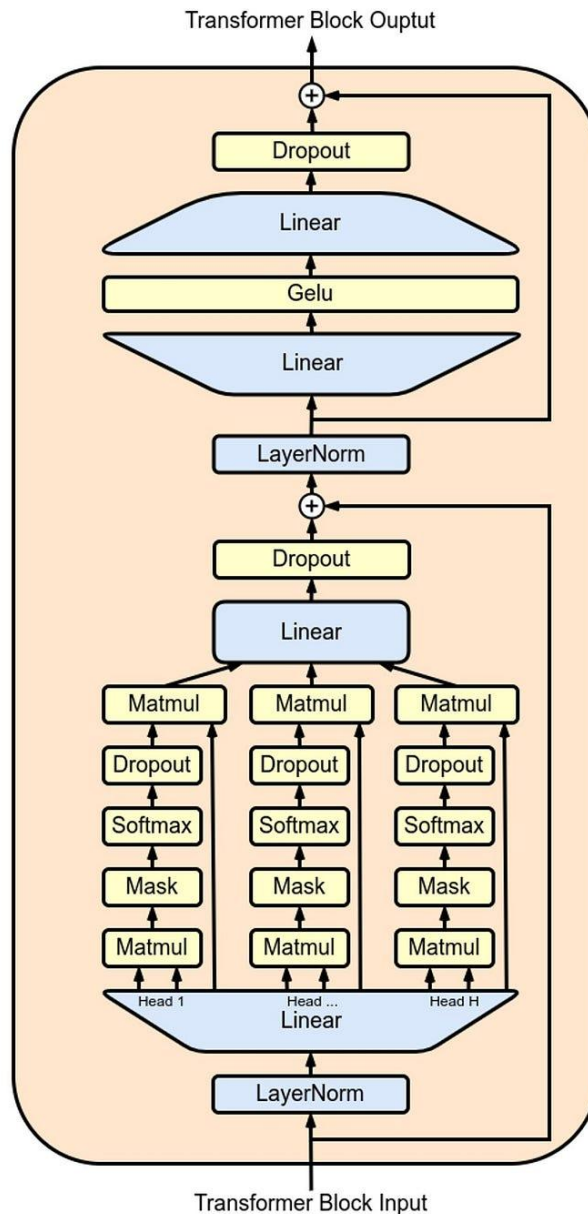 Transformer Block Ouptut
+
Dropout
Linear
Gelu
Linear
LayerNorm
+
Dropout
Linear
Matmul Matmul Matmul
Dropout Dropout Dropout
Softmax Softmax Softmax
Mask Mask Mask
Matmul Matmul Matmul
Head 1 Head ... Head H
Linear
LayerNorm
Transformer Block Input